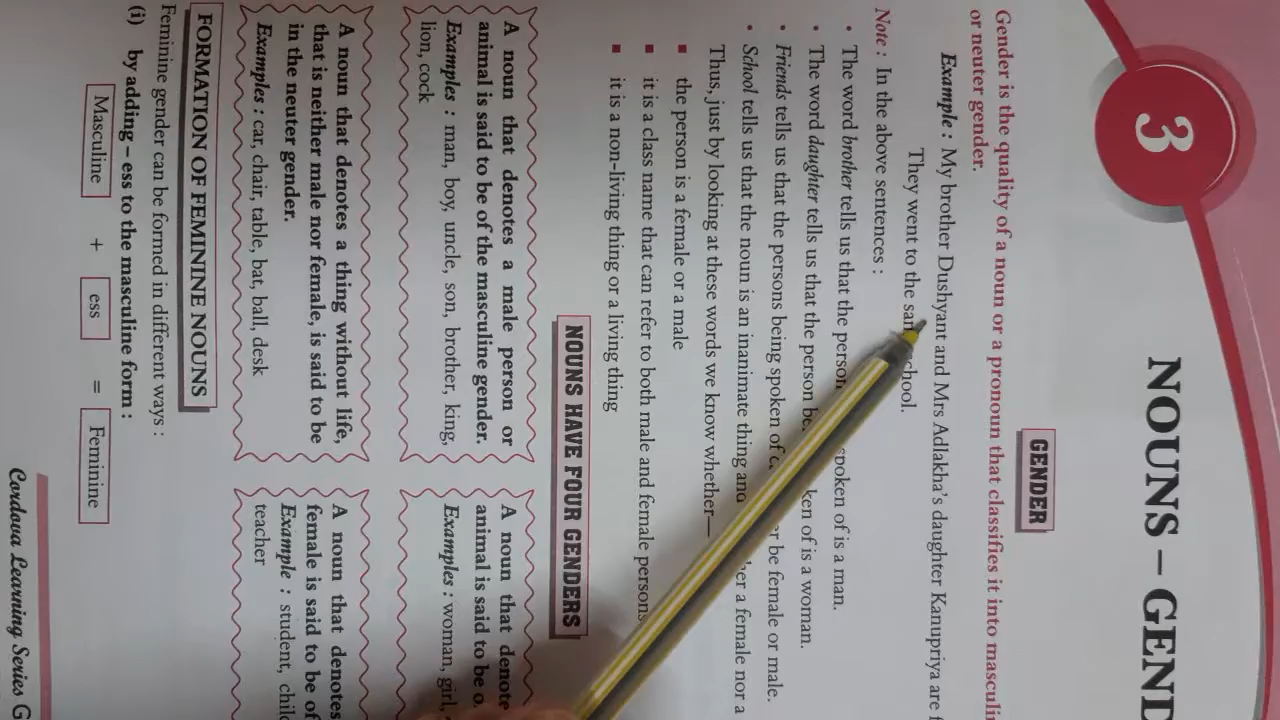 3
NOUNS – GEND
GENDER
Gender is the quality of a noun or a pronoun that classifies it into masculi
or neuter gender.
Example : My brother Dushyant and Mrs Adlakha's daughter Kanupriya are f
They went to the sam school.
Note : In the above sentences :
• The word brother tells us that the person spoken of is a man.
• The word daughter tells us that the person be ken of is a woman.
• Friends tells us that the persons being spoken of c er be female or male.
• School tells us that the noun is an inanimate thing and her a female nor a
Thus, just by looking at these words we know whether—
■ the person is a female or a male
■ it is a class name that can refer to both male and female persons
■ it is a non-living thing or a living thing
NOUNS HAVE FOUR GENDERS
A noun that denotes a male person or
animal is said to be of the masculine gender.
Examples : man, boy, uncle, son, brother, king,
lion, cock
A noun that denote
animal is said to be o
Examples : woman, girl,
A noun that denotes a thing without life,
that is neither male nor female, is said to be
in the neuter gender.
Examples : car, chair, table, bat, ball, desk
A noun that denotes
female is said to be of
Example : student, chil
teacher
FORMATION OF FEMININE NOUNS
Feminine gender can be formed in different ways :
(i) by adding – ess to the masculine form :
Masculine + ess = Feminine
Cordova Learning Series G